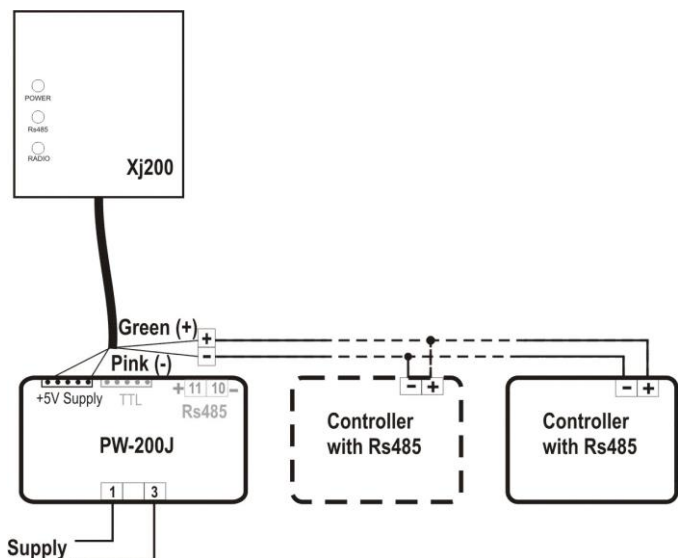 POWER
Rs485
RADIO
Xj200
Green (+)
+
Pink (-)
-
+5V Supply
TTL
+ 11 10 -
Rs485
PW-200J
1 3
- +
Controller
with Rs485
- +
Controller
with Rs485
Supply